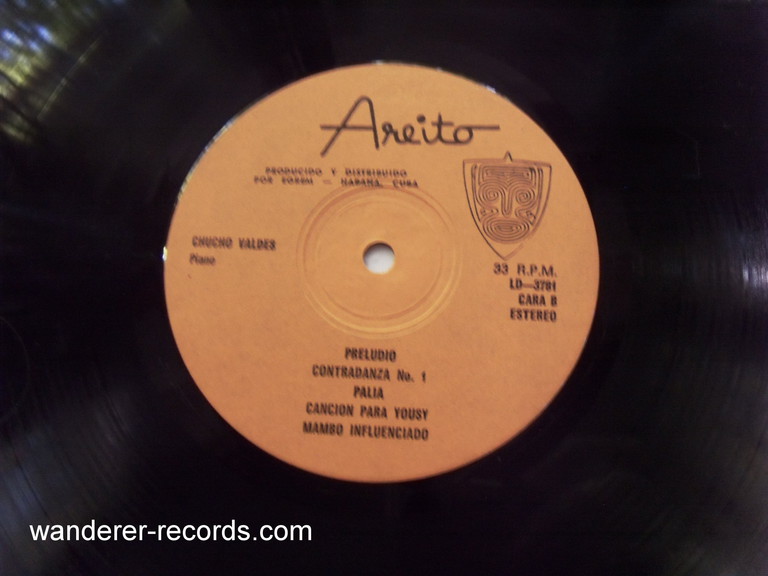 Areito
PRODUCIDO Y DISTRIBUIDO
POR EGREM — HABANA, CUBA
CHUCHO VALDES
Piano
33 R.P.M.
LD—3781
CARA B
ESTEREO
PRELUDIO
CONTRADANZA No. 1
PALIA
CANCION PARA YOUSY
MAMBO INFLUENCIADO
wanderer-records.com